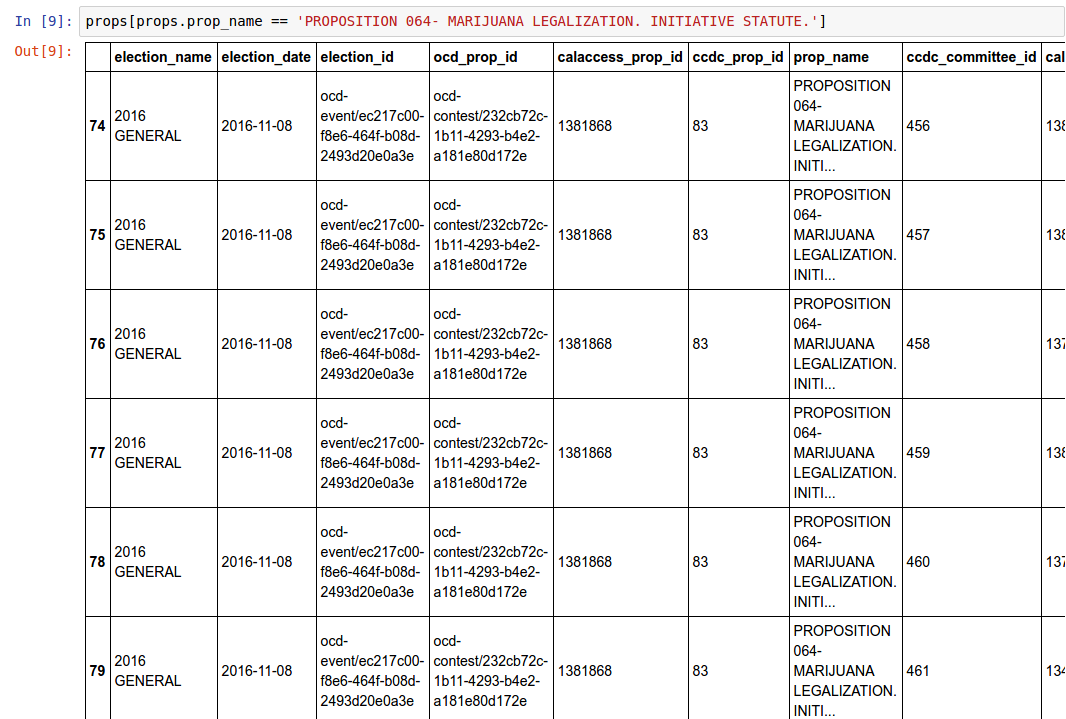 In [9]: props[props.prop_name == 'PROPOSITION 064- MARIJUANA LEGALIZATION. INITIATIVE STATUTE.']
Out[9]:
election_name election_date election_id ocd_prop_id calaccess_prop_id ccdc_prop_id prop_name ccdc_committee_id cal
74 2016 GENERAL 2016-11-08 ocd-event/ec217c00-f8e6-464f-b08d-2493d20e0a3e ocd-contest/232cb72c-1b11-4293-b4e2-a181e80d172e 1381868 83 PROPOSITION 064- MARIJUANA LEGALIZATION. INITI... 456 138
75 2016 GENERAL 2016-11-08 ocd-event/ec217c00-f8e6-464f-b08d-2493d20e0a3e ocd-contest/232cb72c-1b11-4293-b4e2-a181e80d172e 1381868 83 PROPOSITION 064- MARIJUANA LEGALIZATION. INITI... 457 138
76 2016 GENERAL 2016-11-08 ocd-event/ec217c00-f8e6-464f-b08d-2493d20e0a3e ocd-contest/232cb72c-1b11-4293-b4e2-a181e80d172e 1381868 83 PROPOSITION 064- MARIJUANA LEGALIZATION. INITI... 458 137
77 2016 GENERAL 2016-11-08 ocd-event/ec217c00-f8e6-464f-b08d-2493d20e0a3e ocd-contest/232cb72c-1b11-4293-b4e2-a181e80d172e 1381868 83 PROPOSITION 064- MARIJUANA LEGALIZATION. INITI... 459 138
78 2016 GENERAL 2016-11-08 ocd-event/ec217c00-f8e6-464f-b08d-2493d20e0a3e ocd-contest/232cb72c-1b11-4293-b4e2-a181e80d172e 1381868 83 PROPOSITION 064- MARIJUANA LEGALIZATION. INITI... 460 137
79 2016 GENERAL 2016-11-08 ocd-event/ec217c00-f8e6-464f-b08d-2493d20e0a3e ocd-contest/232cb72c-1b11-4293-b4e2-a181e80d172e 1381868 83 PROPOSITION 064- MARIJUANA LEGALIZATION. INITI... 461 134